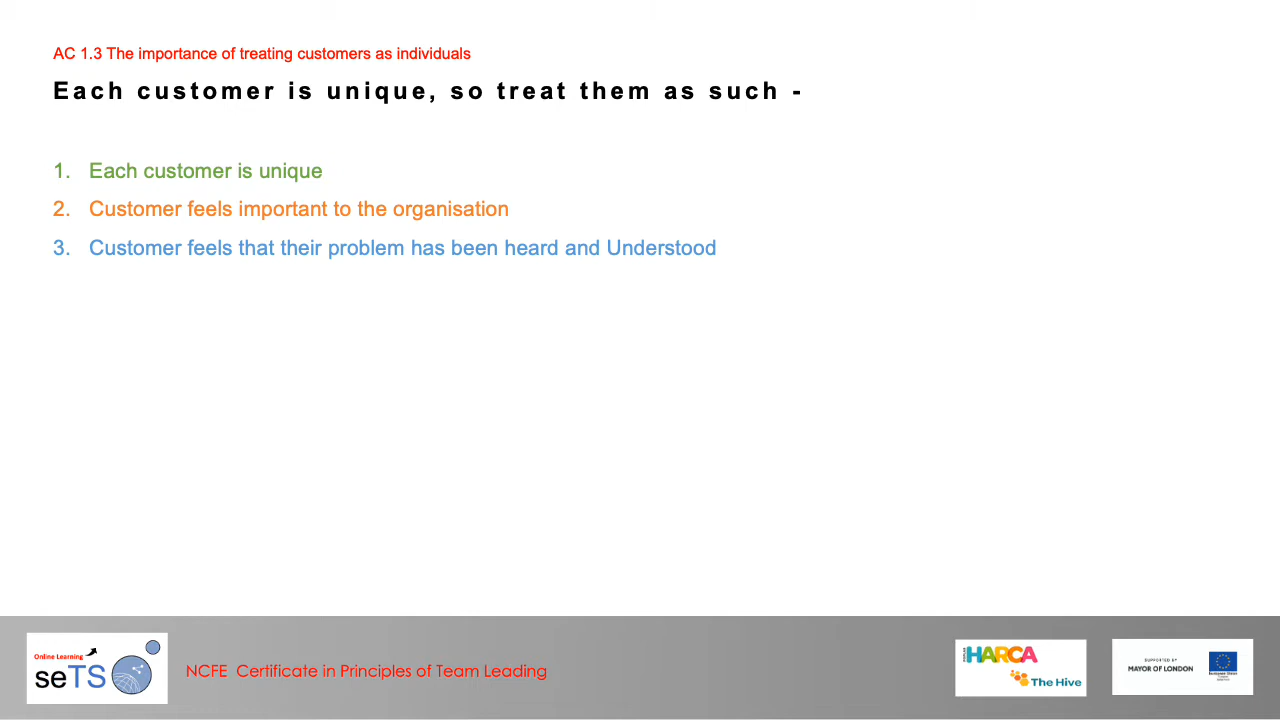 AC 1.3 The importance of treating customers as individuals
Each customer is unique, so treat them as such -
1. Each customer is unique
2. Customer feels important to the organisation
3. Customer feels that their problem has been heard and Understood
Online Learning
seTS
NCFE Certificate in Principles of Team Leading
POPLAR
HARCA
The Hive
SUPPORTED BY
MAYOR OF LONDON
European Union